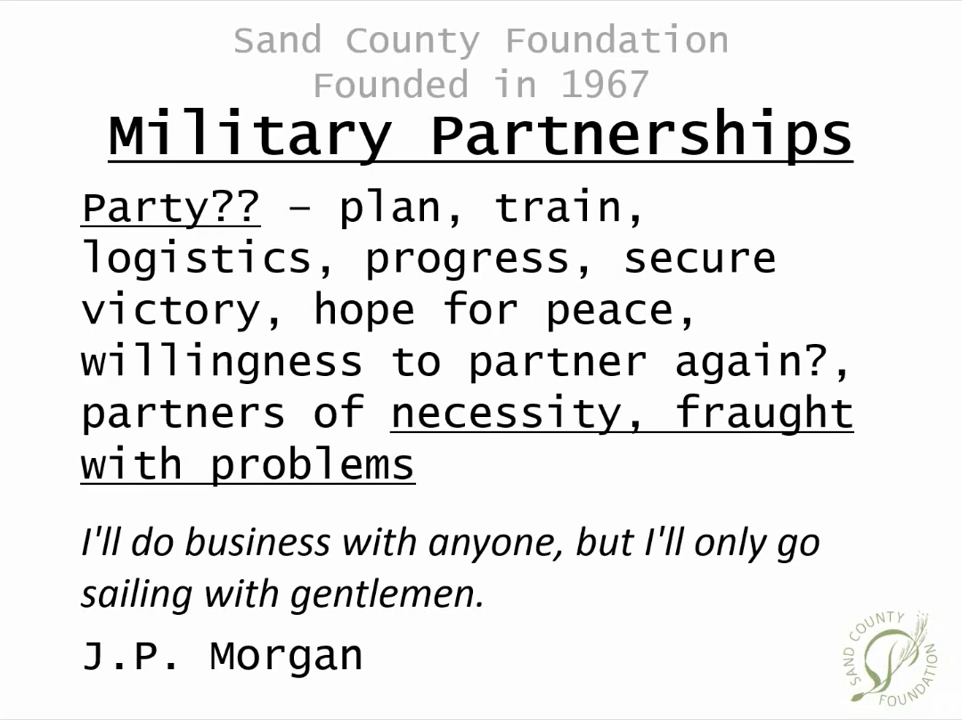 Sand County Foundation
Founded in 1967
Military Partnerships
Party?? – plan, train,
logistics, progress, secure
victory, hope for peace,
willingness to partner again?,
partners of necessity, fraught
with problems
I'll do business with anyone, but I'll only go
sailing with gentlemen.
J.P. Morgan
SAND COUNTY
FOUNDATION